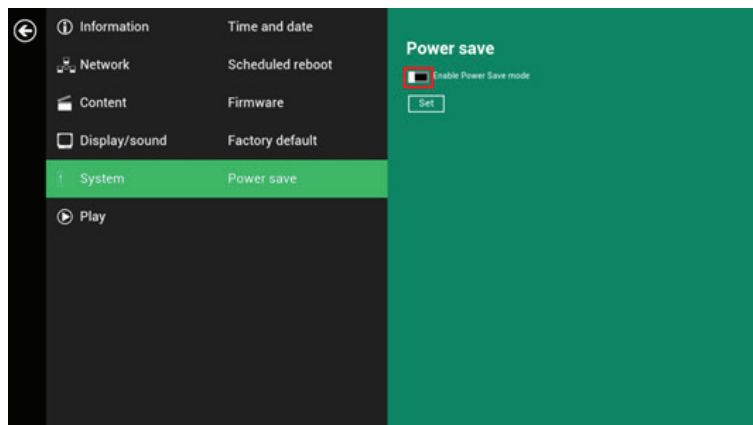 Information
Network
Content
Display/sound
System
Play
Time and date
Scheduled reboot
Firmware
Factory default
Power save
Power save
Enable Power Save mode
Set